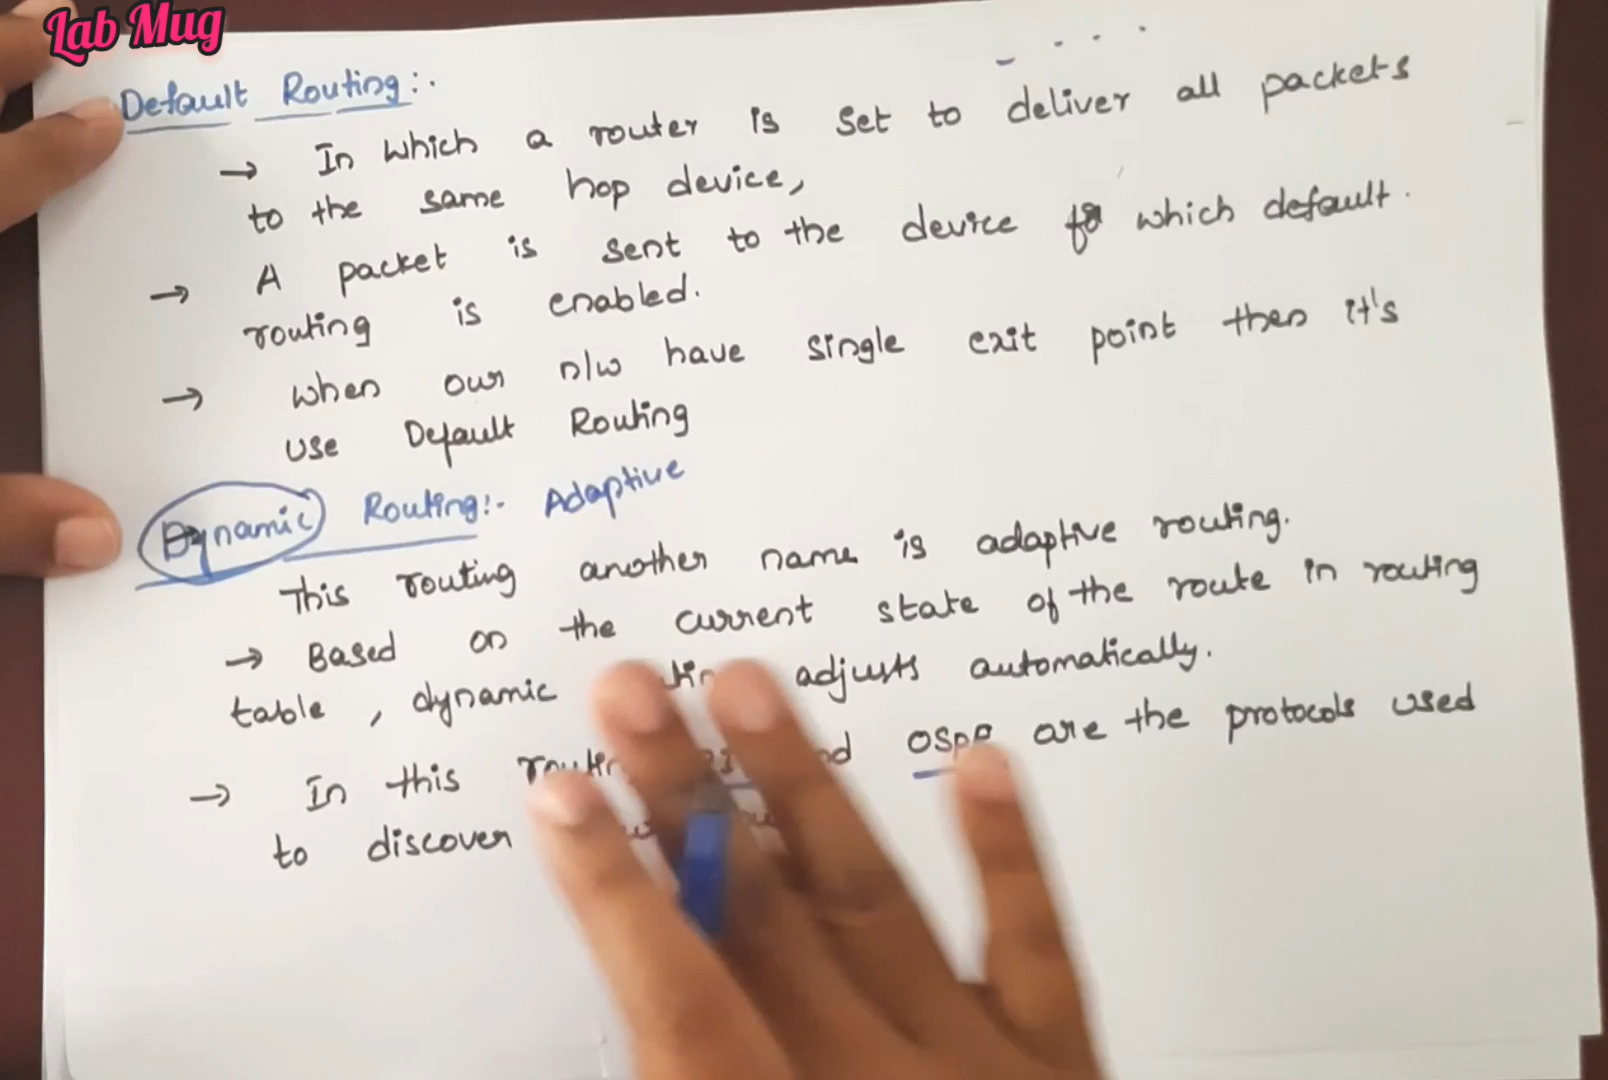 Lab Mug
Default Routing:-
→ In which a router is set to deliver all packets
to the same hop device,
→ A packet is sent to the device which default.
routing is enabled.
→ when our n/w have single exit point then it's
use Default Routing
Dynamic Routing:- Adaptive
This routing another name is adaptive routing.
→ Based on the current state of the route in routing
table, dynamic adjusts automatically.
→ In this OSPF are the protocols used
to discover